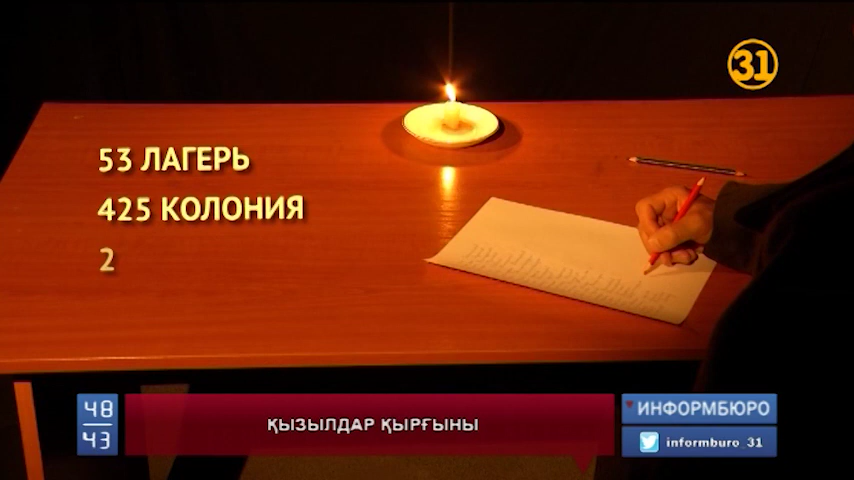 31
53 ЛАГЕРЬ
425 КОЛОНИЯ
2
48
43
ҚЫЗЫЛДАР ҚЫРҒЫНЫ
ИНФОРМБЮРО
informburo_31